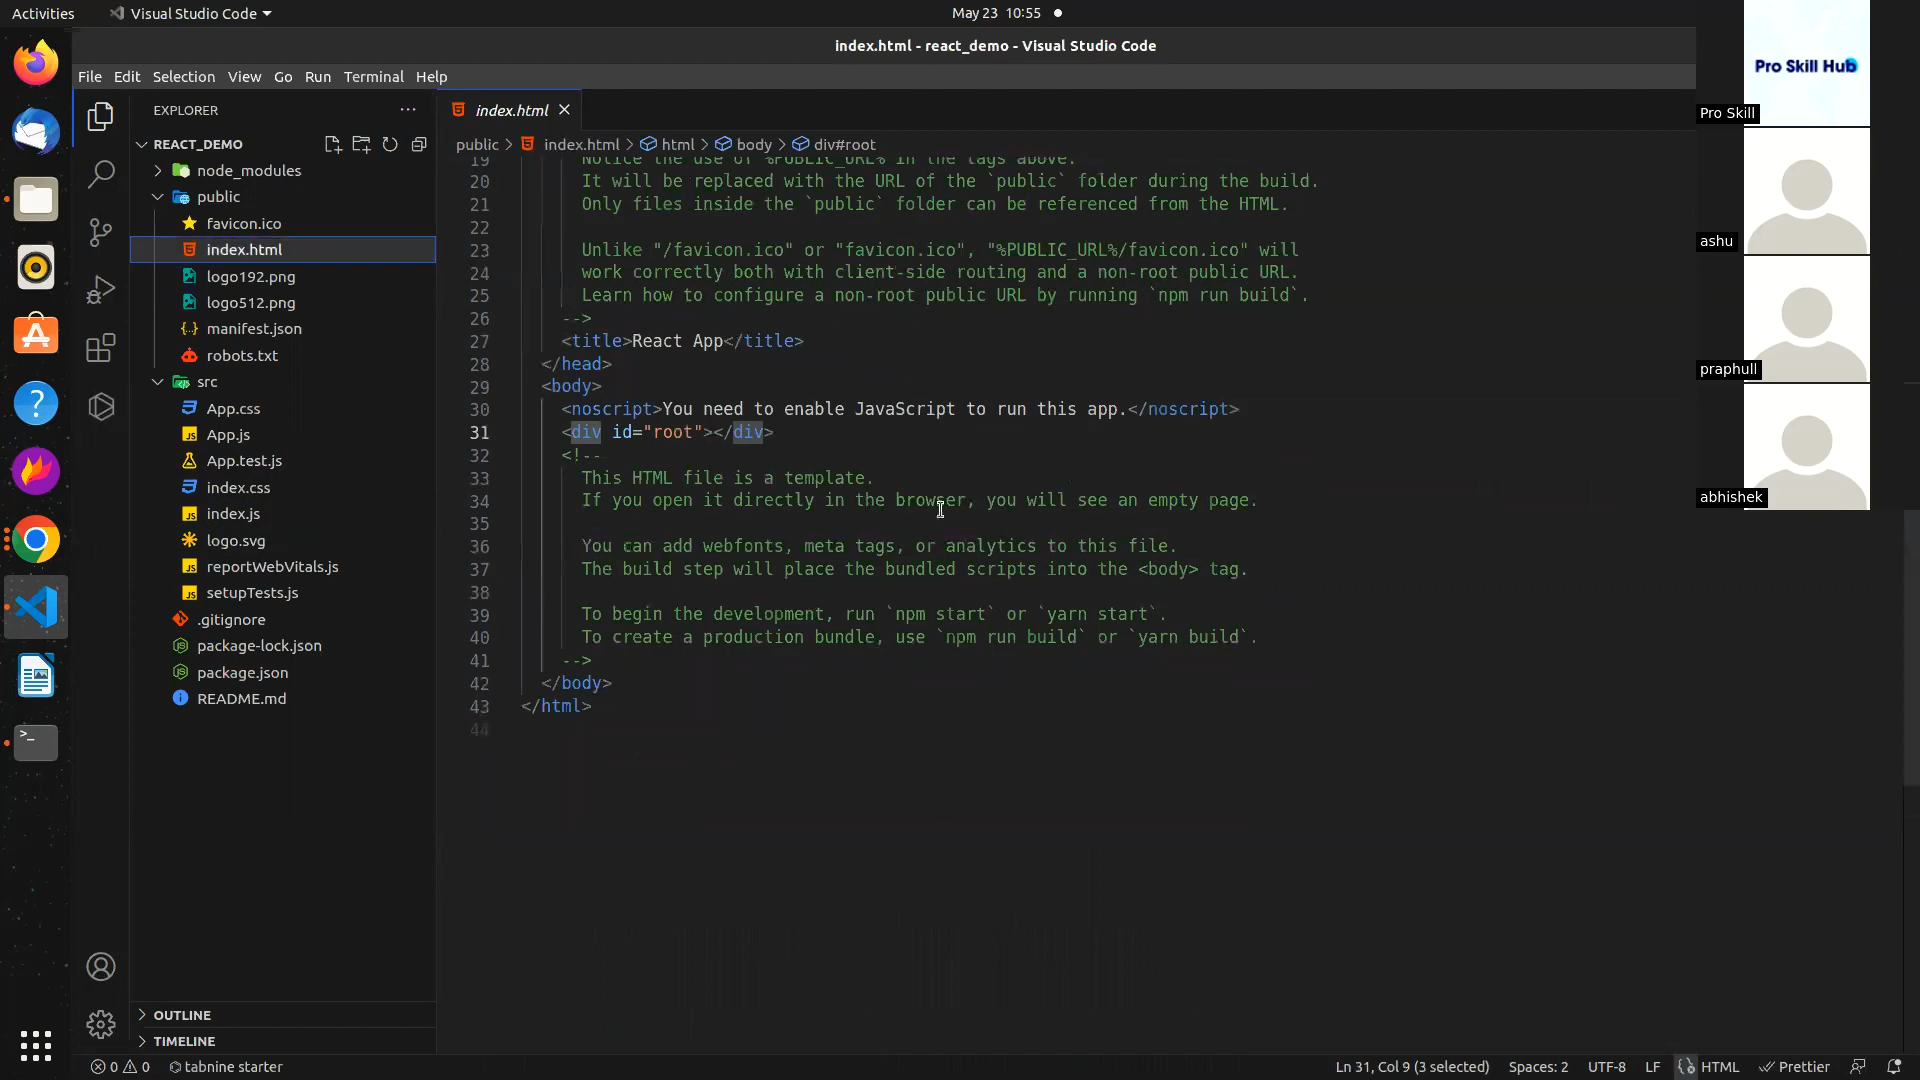 Activities
Visual Studio Code
May 23 10:55
index.html - react_demo - Visual Studio Code
File Edit Selection View Go Run Terminal Help
EXPLORER
REACT_DEMO
node_modules
public
favicon.ico
index.html
logo192.png
logo512.png
manifest.json
robots.txt
src
App.css
App.js
App.test.js
index.css
index.js
logo.svg
reportWebVitals.js
setupTests.js
.gitignore
package-lock.json
package.json
README.md
OUTLINE
TIMELINE
index.html
public > index.html > html > body > div#root
19 Notice the use of %PUBLIC_URL% in the tags above.
20 It will be replaced with the URL of the `public` folder during the build.
21 Only files inside the `public` folder can be referenced from the HTML.
22
23 Unlike "/favicon.ico" or "favicon.ico", "%PUBLIC_URL%/favicon.ico" will
24 work correctly both with client-side routing and a non-root public URL.
25 Learn how to configure a non-root public URL by running `npm run build`.
26 -->
27 <title>React App</title>
28 </head>
29 <body>
30 <noscript>You need to enable JavaScript to run this app.</noscript>
31 <div id="root"></div>
32 <!--
33 This HTML file is a template.
34 If you open it directly in the browser, you will see an empty page.
35
36 You can add webfonts, meta tags, or analytics to this file.
37 The build step will place the bundled scripts into the <body> tag.
38
39 To begin the development, run `npm start` or `yarn start`.
40 To create a production bundle, use `npm run build` or `yarn build`.
41 -->
42 </body>
43 </html>
44
Pro Skill Hub
Pro Skill
ashu
praphull
abhishek
0 0 tabnine starter
Ln 31, Col 9 (3 selected) Spaces: 2 UTF-8 LF HTML Prettier